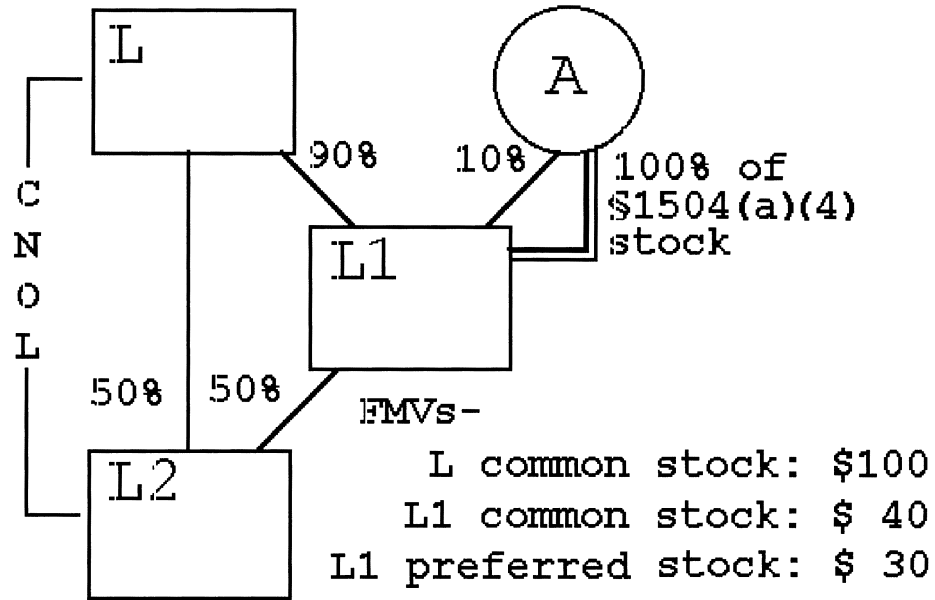 L
A
90%
10%
100% of
§1504(a)(4)
stock
C
N
O
L
L1
50%
50%
FMVs-
L2
L common stock: $100
L1 common stock: $ 40
L1 preferred stock: $ 30